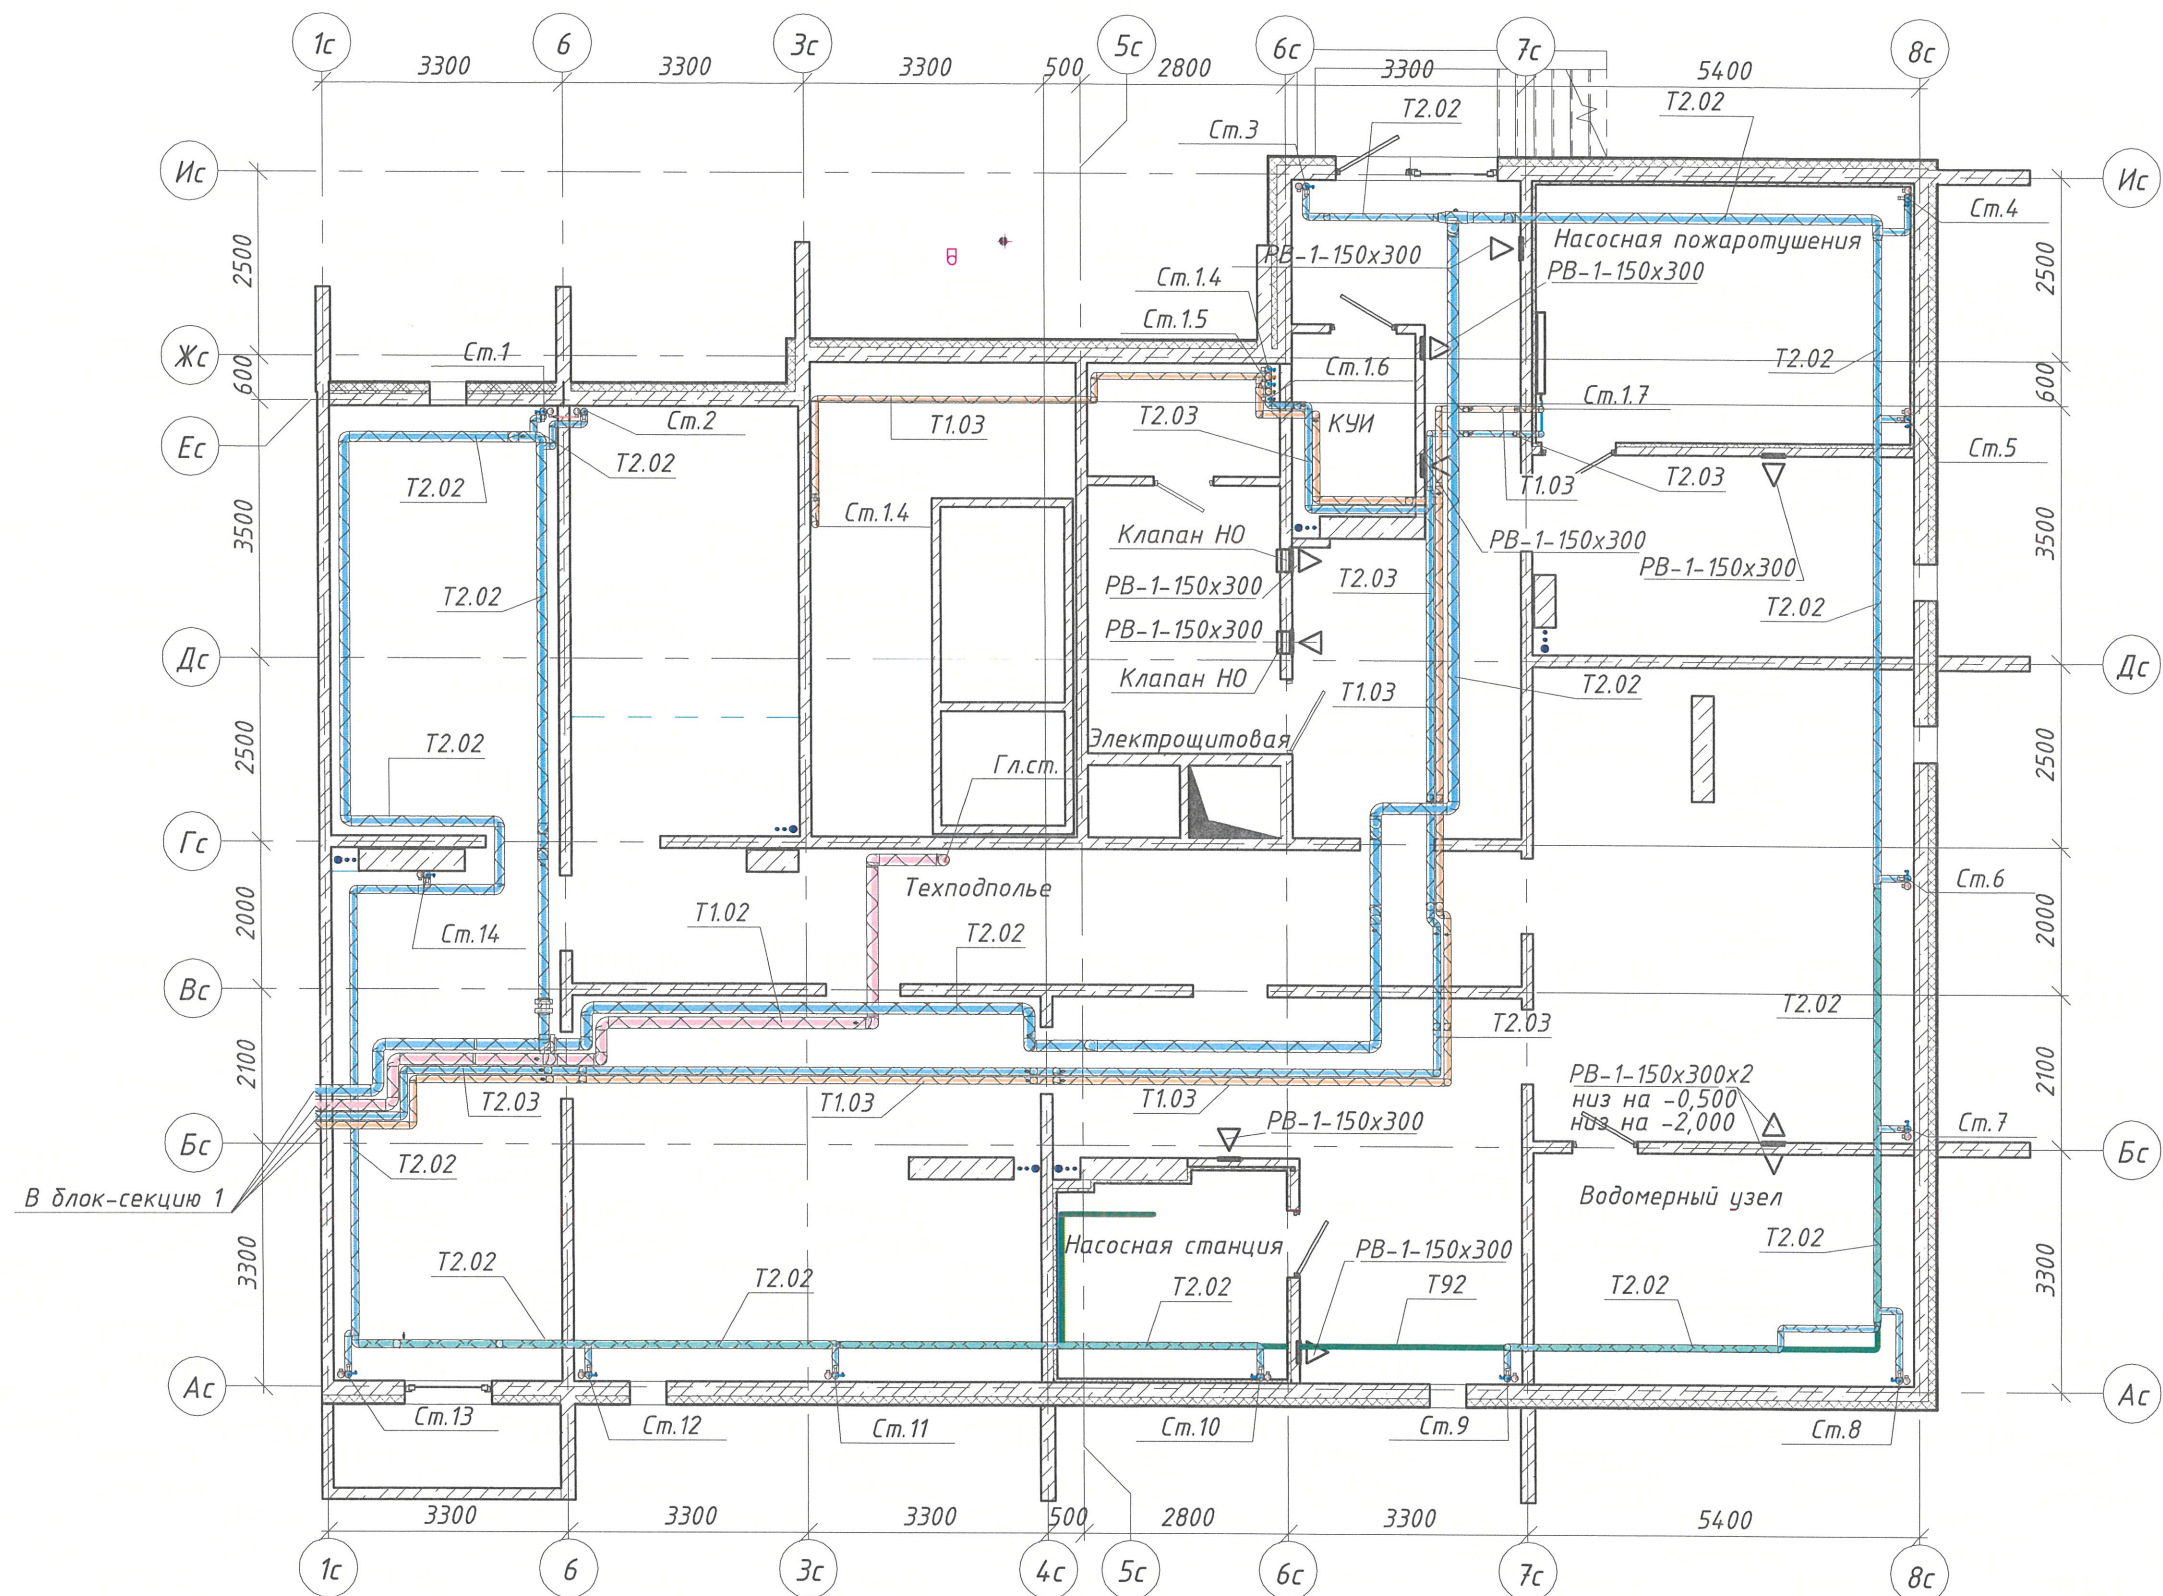 1с
6
3с
5с
6с
7с
8с
3300
3300
3300
500
2800
3300
5400
Т2.02
Т2.02
Ст.3
Ис
Ис
Ст.4
2500
РВ-1-150х300
Насосная пожаротушения
РВ-1-150х300
2500
Ст.1.4
Ст.1.5
Жс
Ст.1
600
Ст.1.6
Т2.02
600
Ст.1.7
Т2.03
КУИ
Ст.2
Т1.03
Ес
Т2.02
Ст.5
Т2.02
Т1.03
Т2.03
3500
Ст.1.4
Клапан НО
РВ-1-150х300
3500
РВ-1-150х300
РВ-1-150х300
Т2.03
Т2.02
Т2.02
РВ-1-150х300
Дс
Клапан НО
Т1.03
Т2.02
Дс
2500
Т2.02
Электрощитовая
Гл.ст.
2500
Гс
Техподполье
Ст.6
2000
Т1.02
Ст.14
Т2.02
2000
Вс
Т2.02
Т2.03
2100
РВ-1-150х300х2
низ на -0,500
низ на -2,000
2100
Т2.03
Т1.03
Т1.03
РВ-1-150х300
Ст.7
Бс
Т2.02
Бс
В блок-секцию 1
Водомерный узел
3300
Т2.02
Т2.02
Насосная станция
РВ-1-150х300
Т2.02
3300
Т2.02
Т92
Т2.02
Ас
Ас
Ст.13
Ст.12
Ст.11
Ст.10
Ст.9
Ст.8
3300
3300
3300
500
2800
3300
5400
1с
6
3с
4с
5с
6с
7с
8с